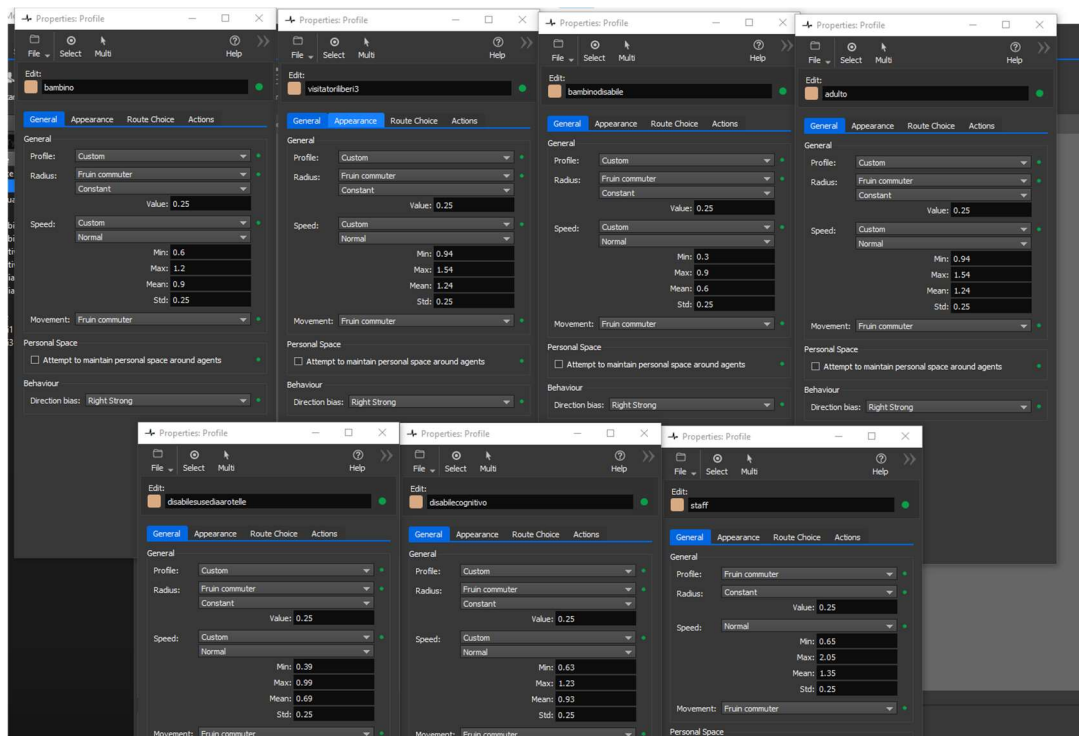 Properties: Profile
File Select Multi Help
Edit:
bambino
General Appearance Route Choice Actions
General
Profile: Custom
Radius: Fruin commuter
Constant
Value: 0.25
Speed: Custom
Normal
Min: 0.6
Max: 1.2
Mean: 0.9
Std: 0.25
Movement: Fruin commuter
Personal Space
Attempt to maintain personal space around agents
Behaviour
Direction bias: Right Strong
Properties: Profile
File Select Multi Help
Edit:
visitatoriliberi3
General Appearance Route Choice Actions
General
Profile: Custom
Radius: Fruin commuter
Constant
Value: 0.25
Speed: Custom
Normal
Min: 0.94
Max: 1.54
Mean: 1.24
Std: 0.25
Movement: Fruin commuter
Personal Space
Attempt to maintain personal space around agents
Behaviour
Direction bias: Right Strong
Properties: Profile
File Select Multi Help
Edit:
bambinodisabile
General Appearance Route Choice Actions
General
Profile: Custom
Radius: Fruin commuter
Constant
Value: 0.25
Speed: Custom
Normal
Min: 0.3
Max: 0.9
Mean: 0.6
Std: 0.25
Movement: Fruin commuter
Personal Space
Attempt to maintain personal space around agents
Behaviour
Direction bias: Right Strong
Properties: Profile
File Select Multi Help
Edit:
adulto
General Appearance Route Choice Actions
General
Profile: Custom
Radius: Fruin commuter
Constant
Value: 0.25
Speed: Custom
Normal
Min: 0.94
Max: 1.54
Mean: 1.24
Std: 0.25
Movement: Fruin commuter
Personal Space
Attempt to maintain personal space around agents
Behaviour
Direction bias: Right Strong
Properties: Profile
File Select Multi Help
Edit:
disabilesusediaarotelle
General Appearance Route Choice Actions
General
Profile: Custom
Radius: Fruin commuter
Constant
Value: 0.25
Speed: Custom
Normal
Min: 0.39
Max: 0.99
Mean: 0.69
Std: 0.25
Movement: Fruin commuter
Properties: Profile
File Select Multi Help
Edit:
disabilecognitivo
General Appearance Route Choice Actions
General
Profile: Custom
Radius: Fruin commuter
Constant
Value: 0.25
Speed: Custom
Normal
Min: 0.63
Max: 1.23
Mean: 0.93
Std: 0.25
Movement: Fruin commuter
Properties: Profile
File Select Multi Help
Edit:
staff
General Appearance Route Choice Actions
General
Profile: Fruin commuter
Radius: Constant
Value: 0.25
Speed: Normal
Min: 0.65
Max: 2.05
Mean: 1.35
Std: 0.25
Movement: Fruin commuter
Personal Space